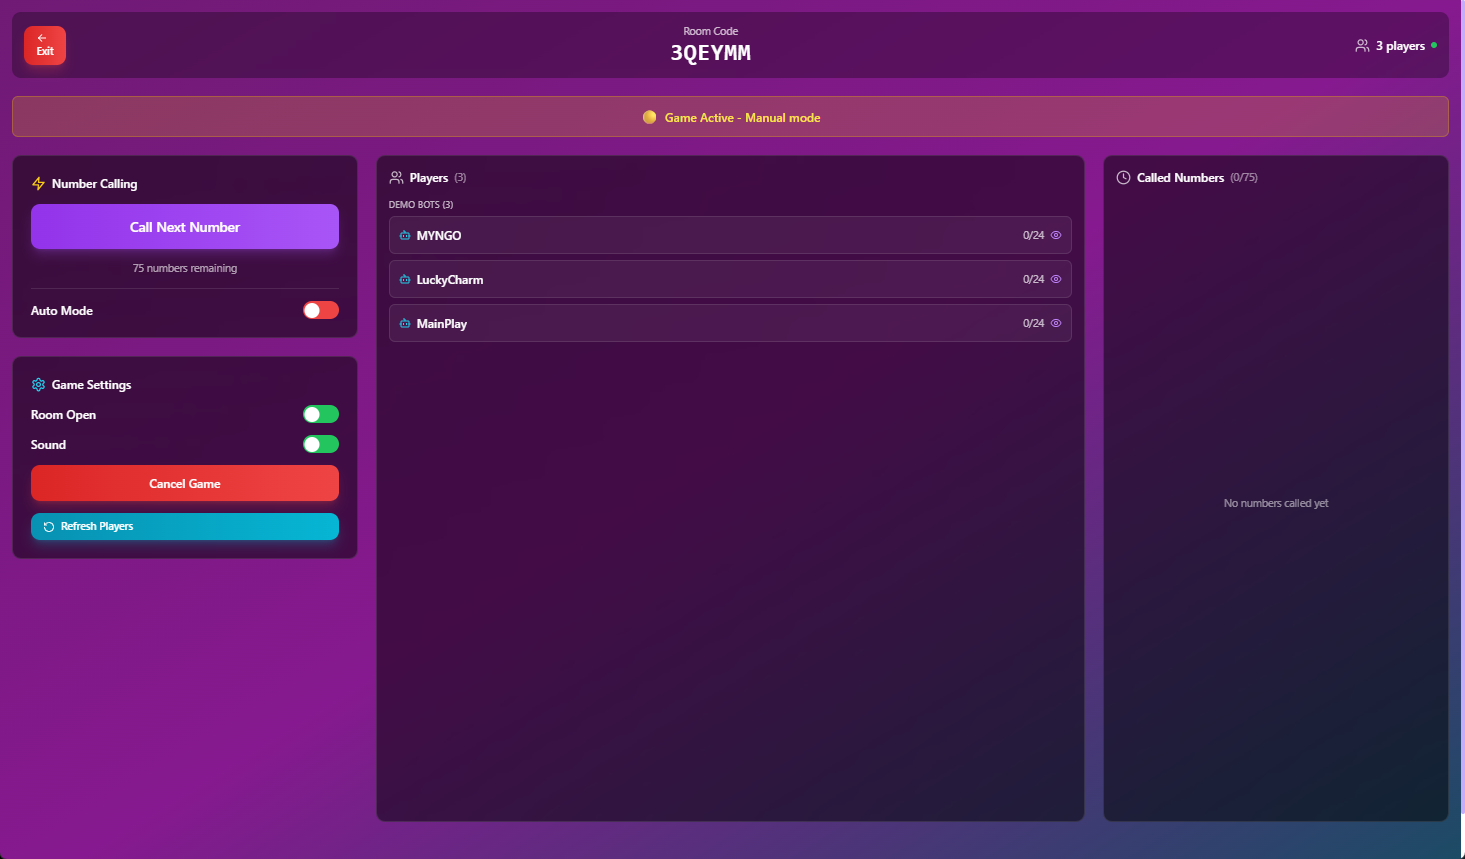 Exit
Room Code
3QEYMM
3 players
Game Active - Manual mode
Number Calling
Call Next Number
75 numbers remaining
Auto Mode
Game Settings
Room Open
Sound
Cancel Game
Refresh Players
Players (3)
DEMO BOTS (3)
MYNGO 0/24
LuckyCharm 0/24
MainPlay 0/24
Called Numbers (0/75)
No numbers called yet